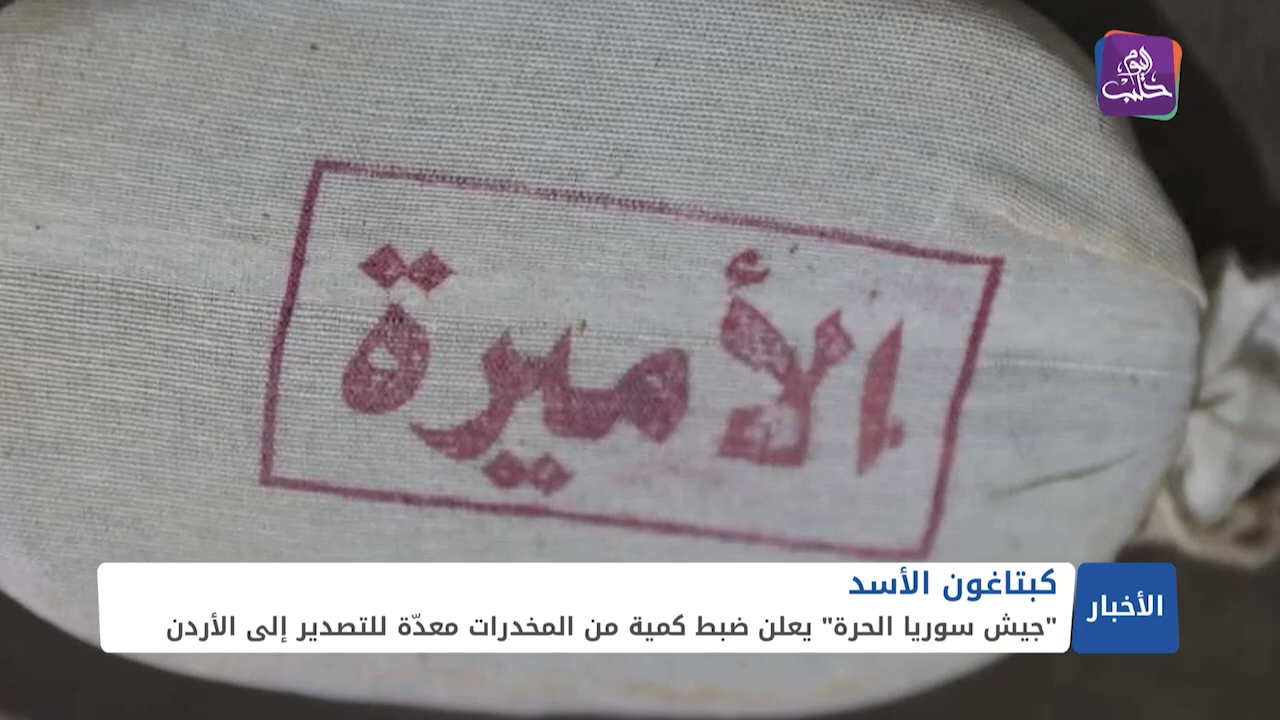 حلب
اليوم
الأميرة
الأخبار
كبتاغون الأسد
"جيش سوريا الحرة" يعلن ضبط كمية من المخدرات معدّة للتصدير إلى الأردن